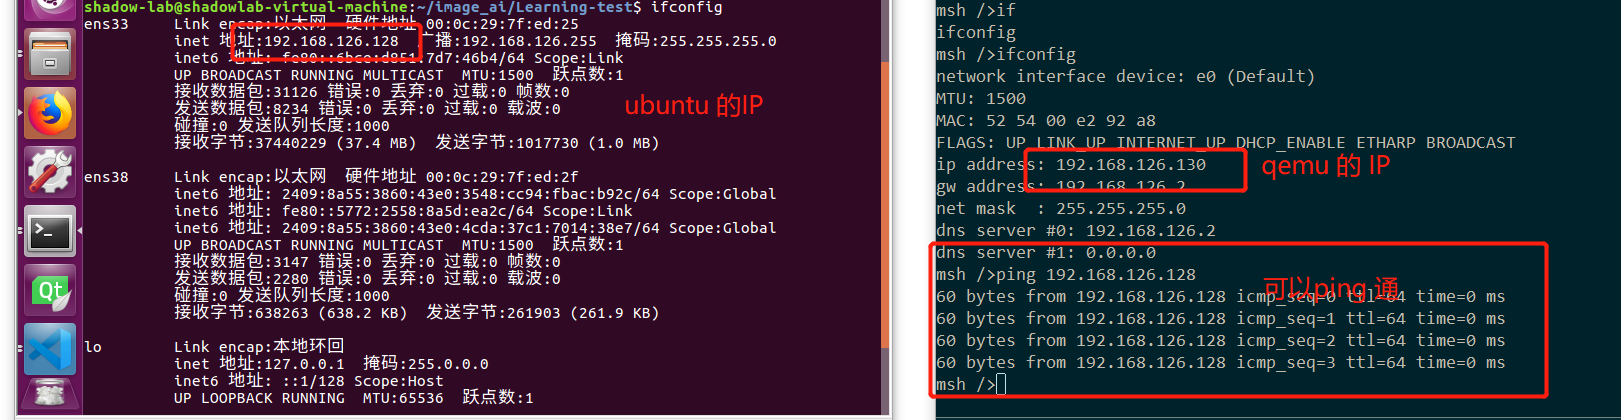 shadow-lab@shadowlab-virtual-machine:~/image_ai/Learning-test$ ifconfig
ens33 Link encap:以太网 硬件地址 00:0c:29:7f:ed:25
inet 地址:192.168.126.128 广播:192.168.126.255 掩码:255.255.255.0
inet6 地址: fe80::6bce:d851:7d7:46b4/64 Scope:Link
UP BROADCAST RUNNING MULTICAST MTU:1500 跃点数:1
接收数据包:31126 错误:0 丢弃:0 过载:0 帧数:0
发送数据包:8234 错误:0 丢弃:0 过载:0 载波:0
碰撞:0 发送队列长度:1000
接收字节:37440229 (37.4 MB) 发送字节:1017730 (1.0 MB)
ubuntu 的IP
ens38 Link encap:以太网 硬件地址 00:0c:29:7f:ed:2f
inet6 地址: 2409:8a55:3860:43e0:3548:cc94:fbac:b92c/64 Scope:Global
inet6 地址: fe80::5772:2558:8a5d:ea2c/64 Scope:Link
inet6 地址: 2409:8a55:3860:43e0:4cda:37c1:7014:38e7/64 Scope:Global
UP BROADCAST RUNNING MULTICAST MTU:1500 跃点数:1
接收数据包:3147 错误:0 丢弃:0 过载:0 帧数:0
发送数据包:2280 错误:0 丢弃:0 过载:0 载波:0
碰撞:0 发送队列长度:1000
接收字节:638263 (638.2 KB) 发送字节:261903 (261.9 KB)
lo Link encap:本地环回
inet 地址:127.0.0.1 掩码:255.0.0.0
inet6 地址: ::1/128 Scope:Host
UP LOOPBACK RUNNING MTU:65536 跃点数:1
Qt
msh />if
ifconfig
msh />ifconfig
network interface device: e0 (Default)
MTU: 1500
MAC: 52 54 00 e2 92 a8
FLAGS: UP LINK_UP INTERNET_UP DHCP_ENABLE ETHARP BROADCAST
ip address: 192.168.126.130
qemu 的 IP
gw address: 192.168.126.2
net mask : 255.255.255.0
dns server #0: 192.168.126.2
dns server #1: 0.0.0.0
msh />ping 192.168.126.128
可以ping 通
60 bytes from 192.168.126.128 icmp_seq=0 ttl=64 time=0 ms
60 bytes from 192.168.126.128 icmp_seq=1 ttl=64 time=0 ms
60 bytes from 192.168.126.128 icmp_seq=2 ttl=64 time=0 ms
60 bytes from 192.168.126.128 icmp_seq=3 ttl=64 time=0 ms
msh />